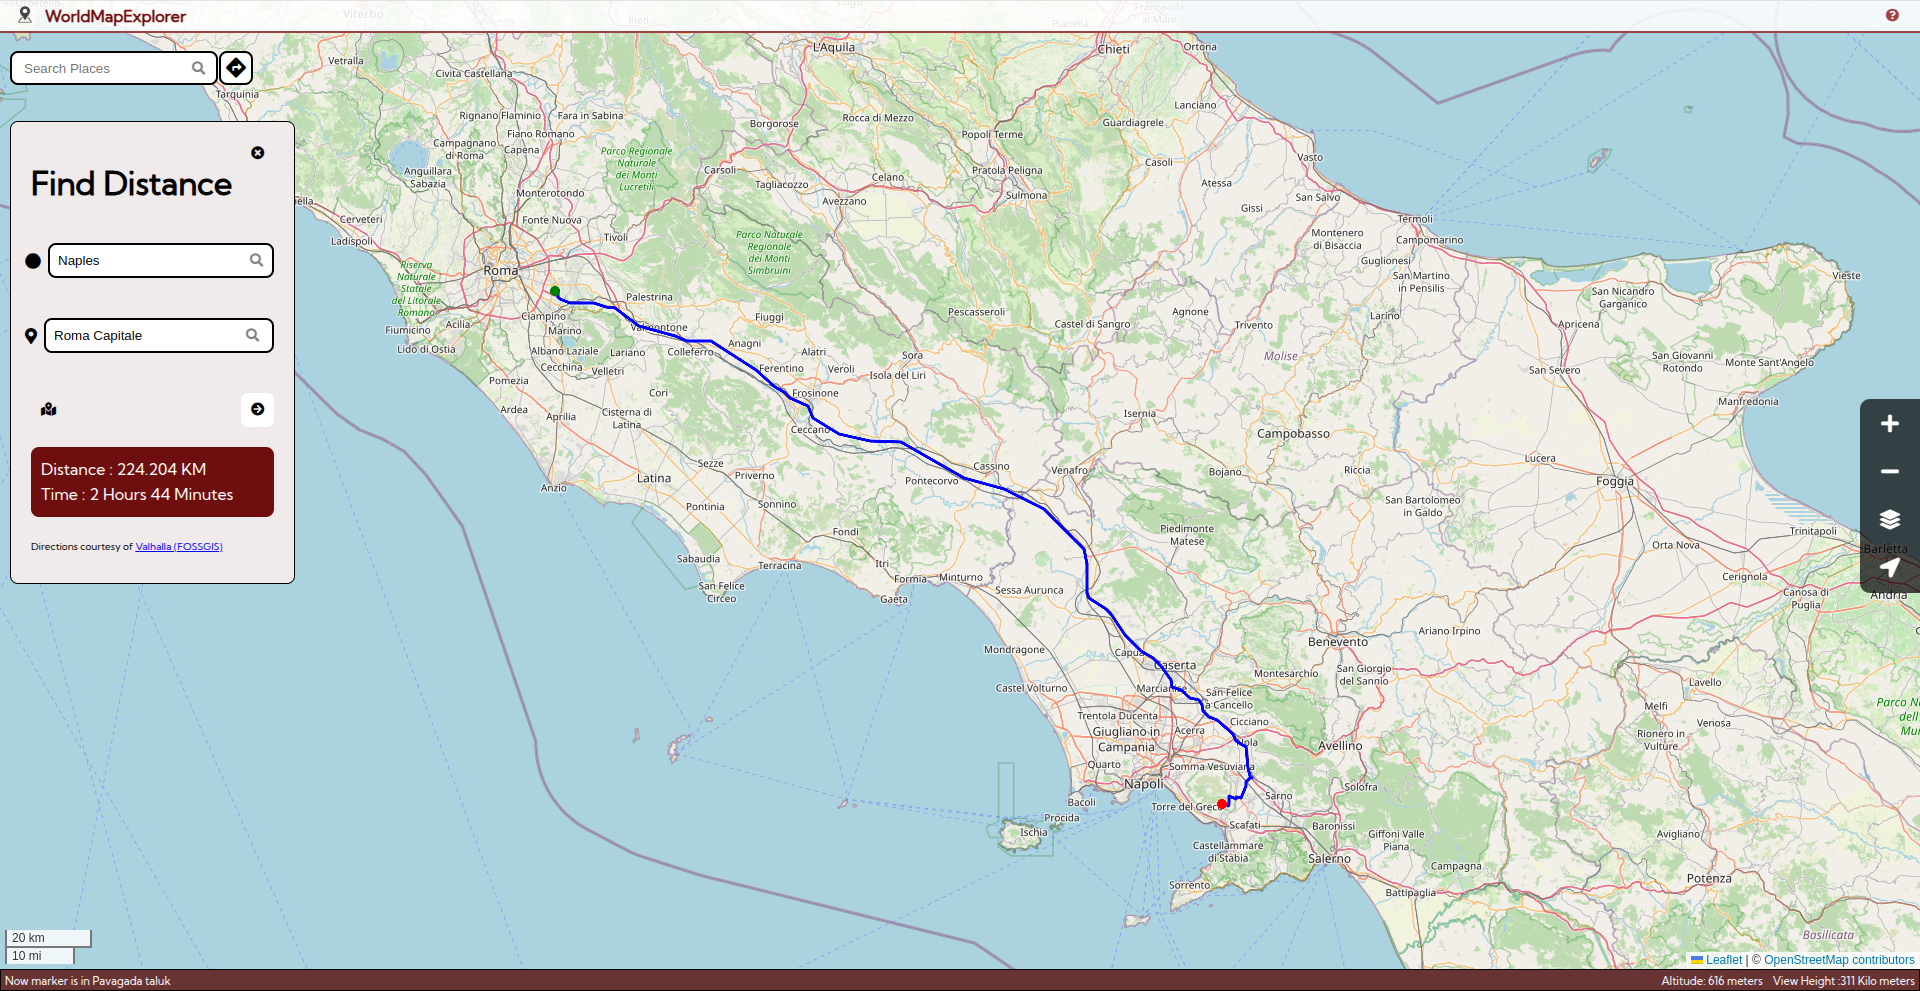 WorldMapExplorer
Search Places
Find Distance
Naples
Roma Capitale
Distance : 224.204 KM
Time : 2 Hours 44 Minutes
Directions courtesy of Valhalla (FOSSGIS)
Viterbo
Rieti
Pianella
Francavilla
al Mare
L'Aquila
Chieti
Ortona
Vetralla
Civita Castellana
Tarquinia
Rignano Flaminio
Fara in Sabina
Borgorose
Rocca di Mezzo
Popoli Terme
Lanciano
Guardiagrele
Fiano Romano
Campagnano
di Roma
Capena
Parco Regionale
Naturale
dei Monti
Lucretili
Carsoli
Tagliacozzo
Celano
Pratola Peligna
Casoli
Vasto
Anguillara
Sabazia
Monterotondo
Avezzano
Sulmona
Atessa
San Salvo
Gissi
Termoli
Cerveteri
Fonte Nuova
Ladispoli
Tivoli
Parco Naturale
Regionale
dei Monti
Simbruini
Montenero
di Bisaccia
Campomarino
Guglionesi
San Martino
in Pensilis
Vieste
Roma
Riserva
Naturale
Statale
del Litorale
Romano
Palestrina
San Nicandro
Garganico
Fiumicino
Acilia
Ciampino
Marino
Valmontone
Fiuggi
Pescasseroli
Castel di Sangro
Agnone
Trivento
Larino
Apricena
Lido di Ostia
Albano Laziale
Cecchina
Lariano
Velletri
Colleferro
Anagni
Alatri
Sora
Molise
San Giovanni
Rotondo
Monte Sant'Angelo
Ferentino
Veroli
Isola del Liri
San Severo
Pomezia
Cori
Frosinone
Manfredonia
Ardea
Aprilia
Cisterna di
Latina
Ceccano
Isernia
Campobasso
Sezze
Cassino
Venafro
Bojano
Riccia
Lucera
Foggia
Anzio
Latina
Priverno
Pontecorvo
San Bartolomeo
in Galdo
Pontinia
Sonnino
Fondi
Piedimonte
Matese
Trinitapoli
Sabaudia
Terracina
Itri
Formia
Minturno
Orta Nova
Barletta
San Felice
Circeo
Gaeta
Sessa Aurunca
Cerignola
Canosa di
Puglia
Andria
Mondragone
Capua
Caserta
Benevento
Ariano Irpino
Castel Volturno
Marcianise
San Felice
a Cancello
Montesarchio
San Giorgio
del Sannio
Lavello
Trentola Ducenta
Cicciano
Melfi
Venosa
Giugliano in
Campania
Acerra
Nola
Avellino
Rionero in
Vulture
Quarto
Somma Vesuviana
Napoli
Bacoli
Torre del Greco
Sarno
Solofra
Procida
Ischia
Scafati
Baronissi
Giffoni Valle
Piana
Avigliano
Castellammare
di Stabia
Salerno
Campagna
Sorrento
Battipaglia
Potenza
Basilicata
20 km
10 mi
Leaflet | © OpenStreetMap contributors
Now marker is in Pavagada taluk
Altitude: 616 meters
View Height :311 Kilo meters